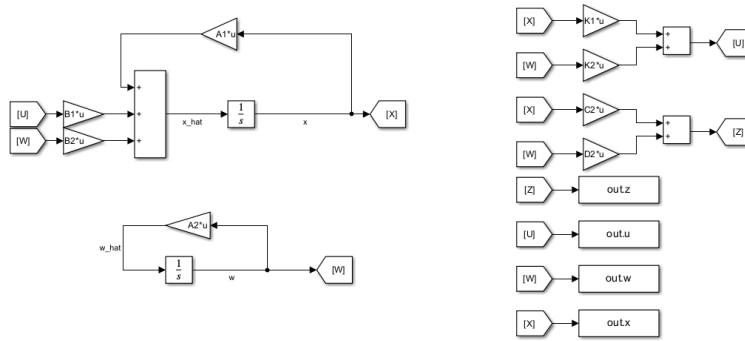 A1*u
[U]
B1*u
[W]
B2*u
+
+
+
x_hat
1
s
x
[X]
A2*u
w_hat
1
s
w
[W]
[X]
K1*u
[W]
K2*u
+
+
[U]
[X]
C2*u
[W]
D2*u
+
+
[Z]
[Z]
out.z
[U]
out.u
[W]
out.w
[X]
out.x